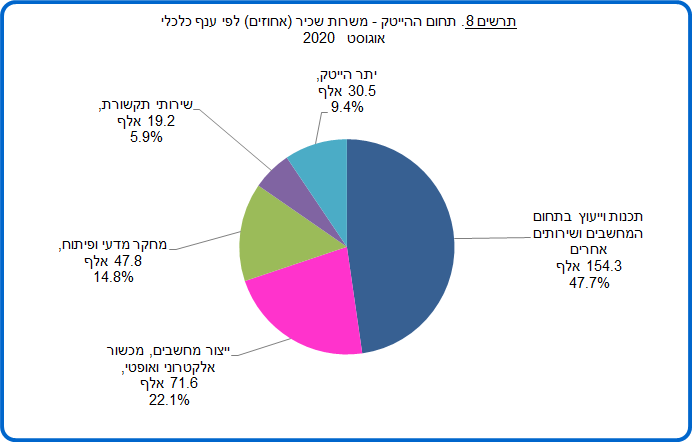 תרשים 8. תחום ההייטק - משרות שכיר (אחוזים) לפי ענף כלכלי
אוגוסט 2020
יתר הייטק,
30.5 אלף
9.4%
שירותי תקשורת,
19.2 אלף
5.9%
תכנות וייעוץ בתחום
המחשבים ושירותים
אחרים
154.3 אלף
47.7%
מחקר מדעי ופיתוח,
47.8 אלף
14.8%
ייצור מחשבים, מכשור
אלקטרוני ואופטי,
71.6 אלף
22.1%